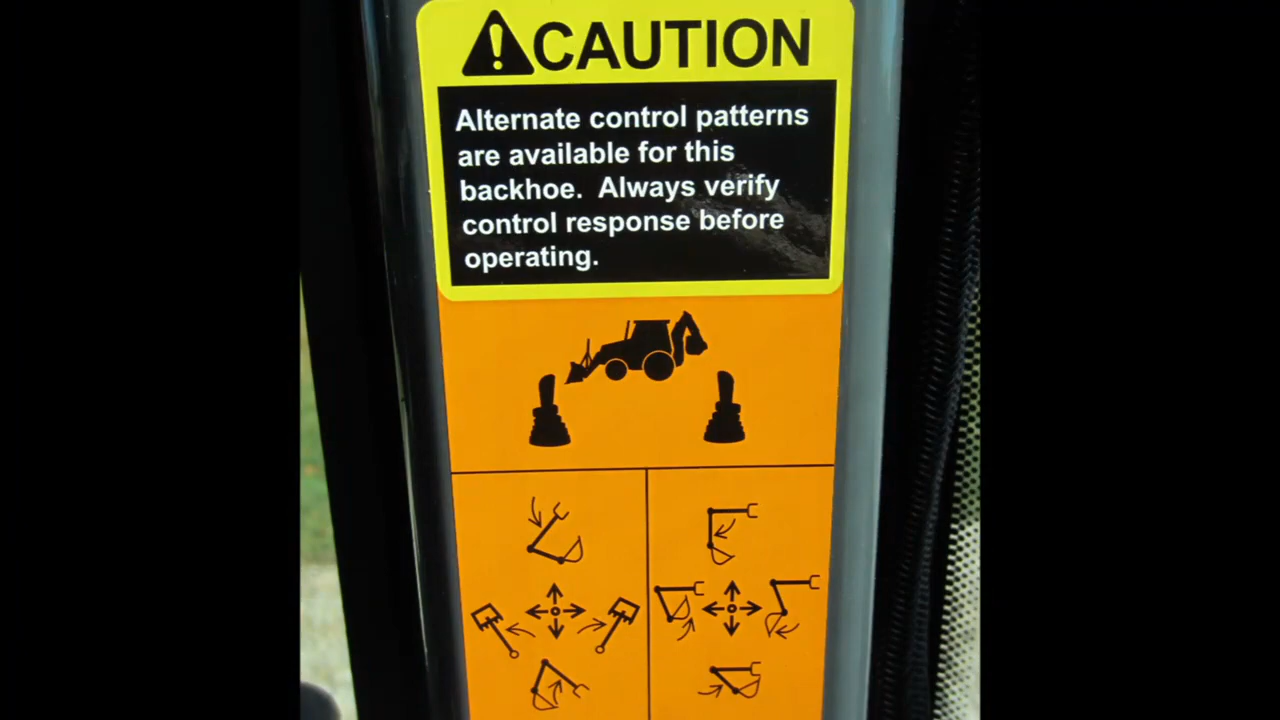 CAUTION
Alternate control patterns
are available for this
backhoe. Always verify
control response before
operating.